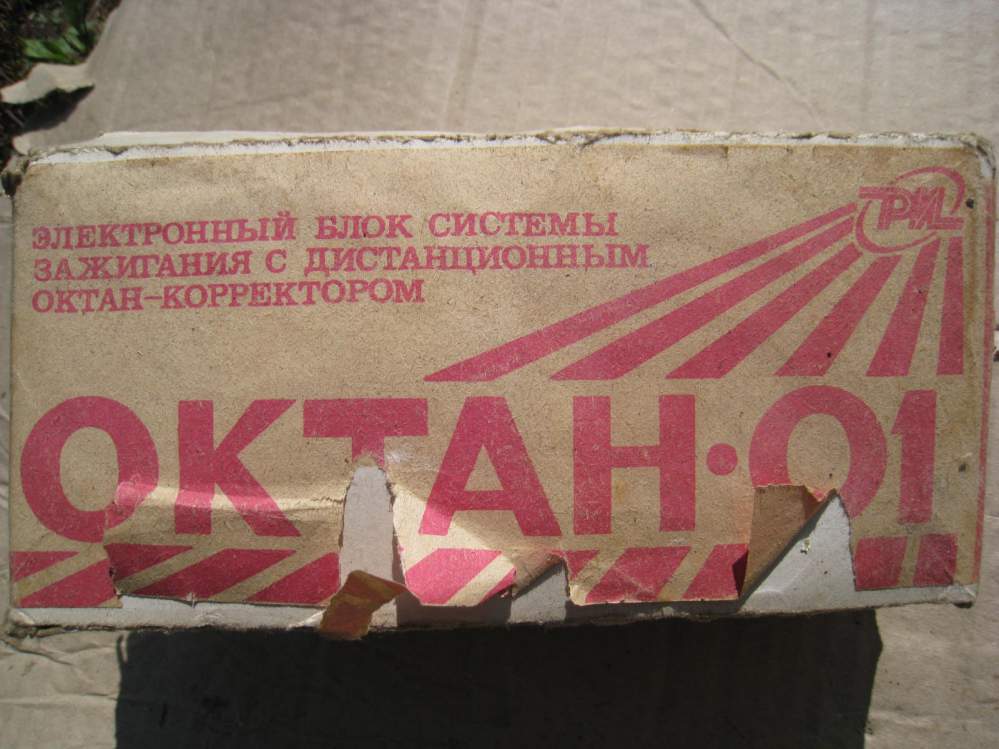 ЭЛЕКТРОННЫЙ БЛОК СИСТЕМЫ
ЗАЖИГАНИЯ С ДИСТАНЦИОННЫМ
ОКТАН-КОРРЕКТОРОМ
ОКТАН·01